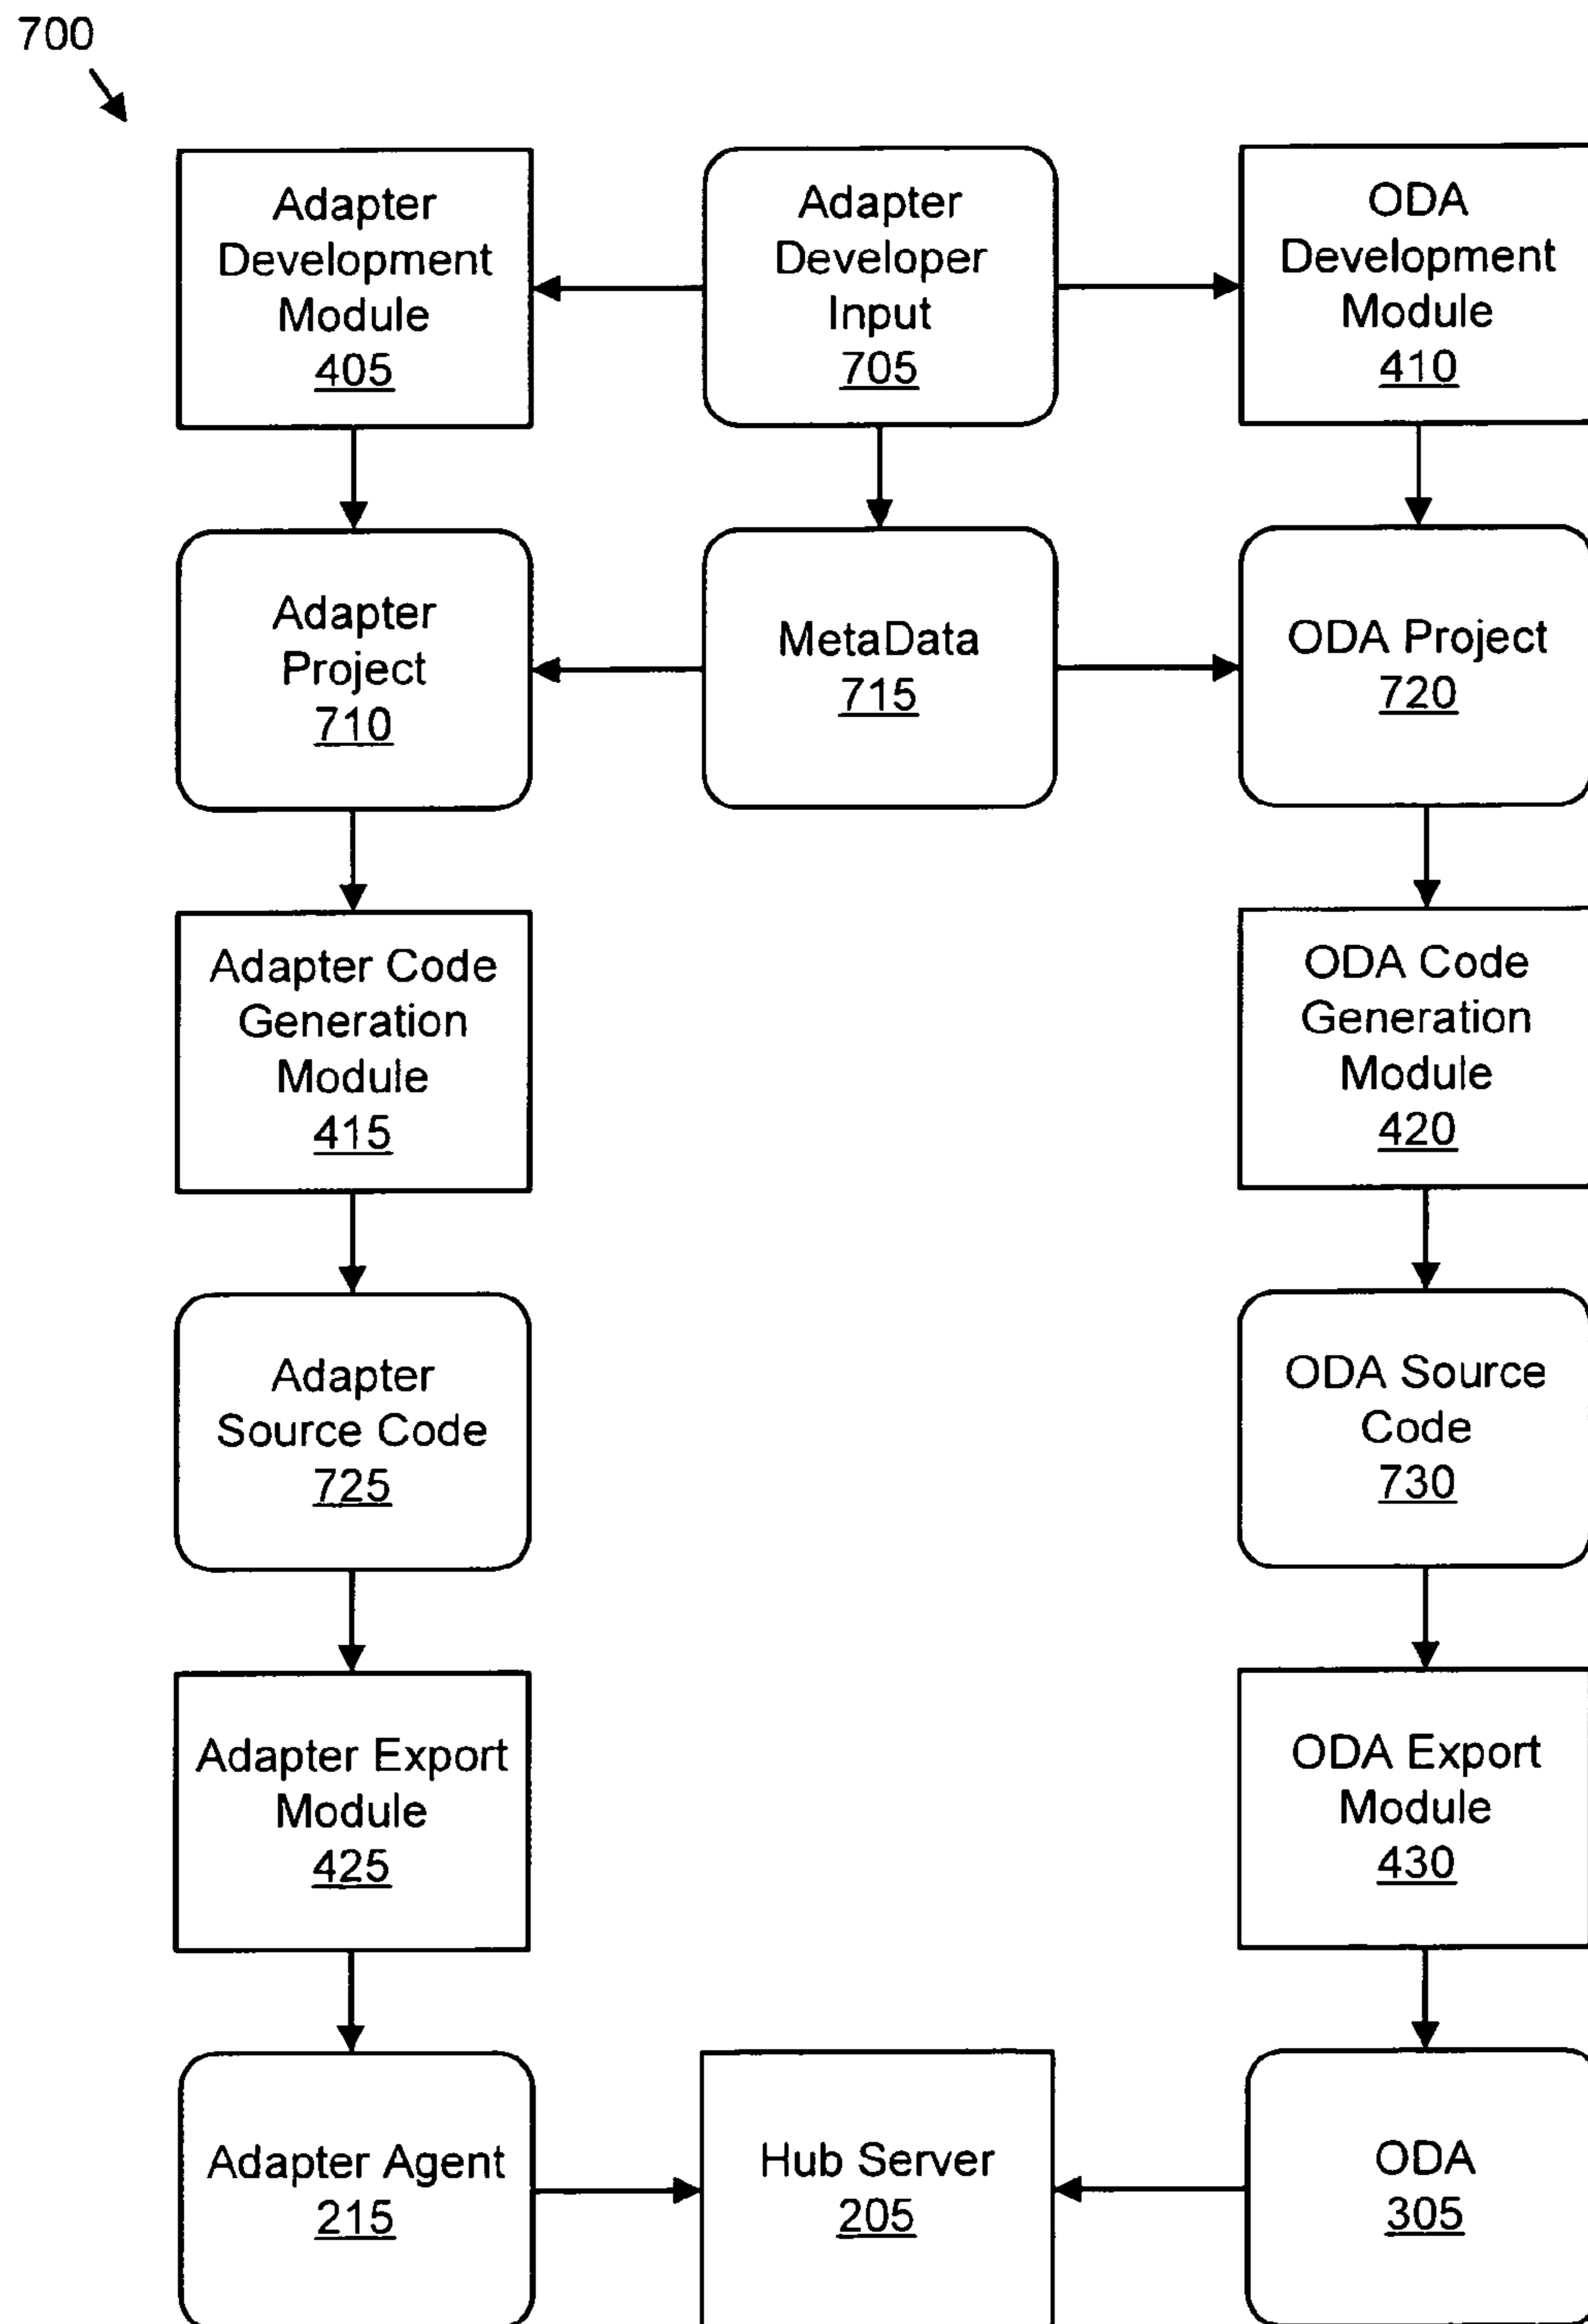 700
Adapter
Development
Module
405
Adapter
Developer
Input
705
ODA
Development
Module
410
Adapter
Project
710
MetaData
715
ODA Project
720
Adapter Code
Generation
Module
415
ODA Code
Generation
Module
420
Adapter
Source Code
725
ODA Source
Code
730
Adapter Export
Module
425
ODA Export
Module
430
Adapter Agent
215
Hub Server
205
ODA
305